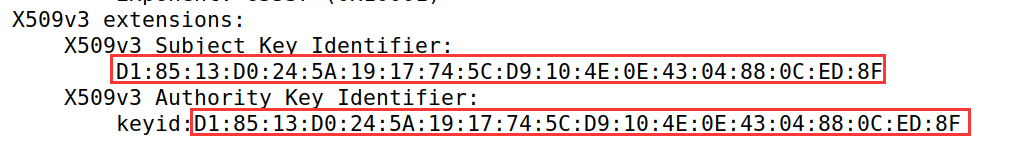 X509v3 extensions:
X509v3 Subject Key Identifier:
D1:85:13:D0:24:5A:19:17:74:5C:D9:10:4E:0E:43:04:88:0C:ED:8F
X509v3 Authority Key Identifier:
keyid:D1:85:13:D0:24:5A:19:17:74:5C:D9:10:4E:0E:43:04:88:0C:ED:8F